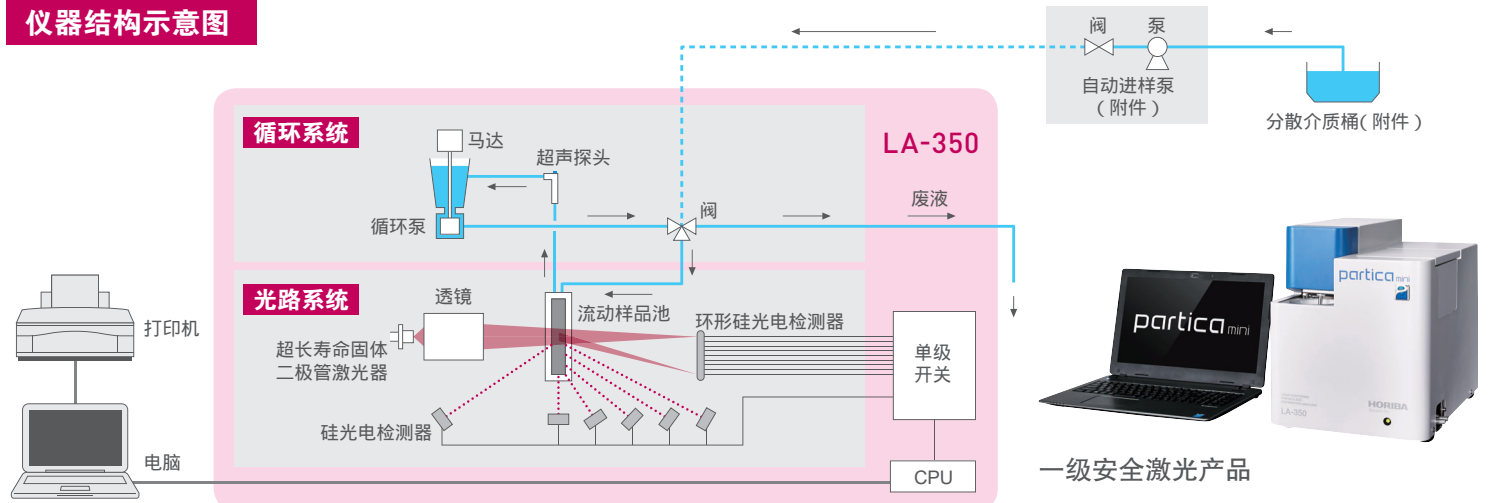 仪器结构示意图
阀
泵
自动进样泵
（附件）
分散介质桶（附件）
循环系统
马达
超声探头
LA-350
循环泵
阀
废液
光路系统
透镜
流动样品池
环形硅光电检测器
超长寿命固体
二极管激光器
单级
开关
硅光电检测器
打印机
电脑
CPU
partica mini
partica mini
LA-350
HORIBA
一级安全激光产品